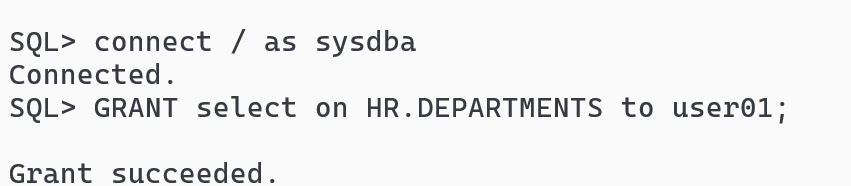 SQL> connect / as sysdba
Connected.
SQL> GRANT select on HR.DEPARTMENTS to user01;
Grant succeeded.